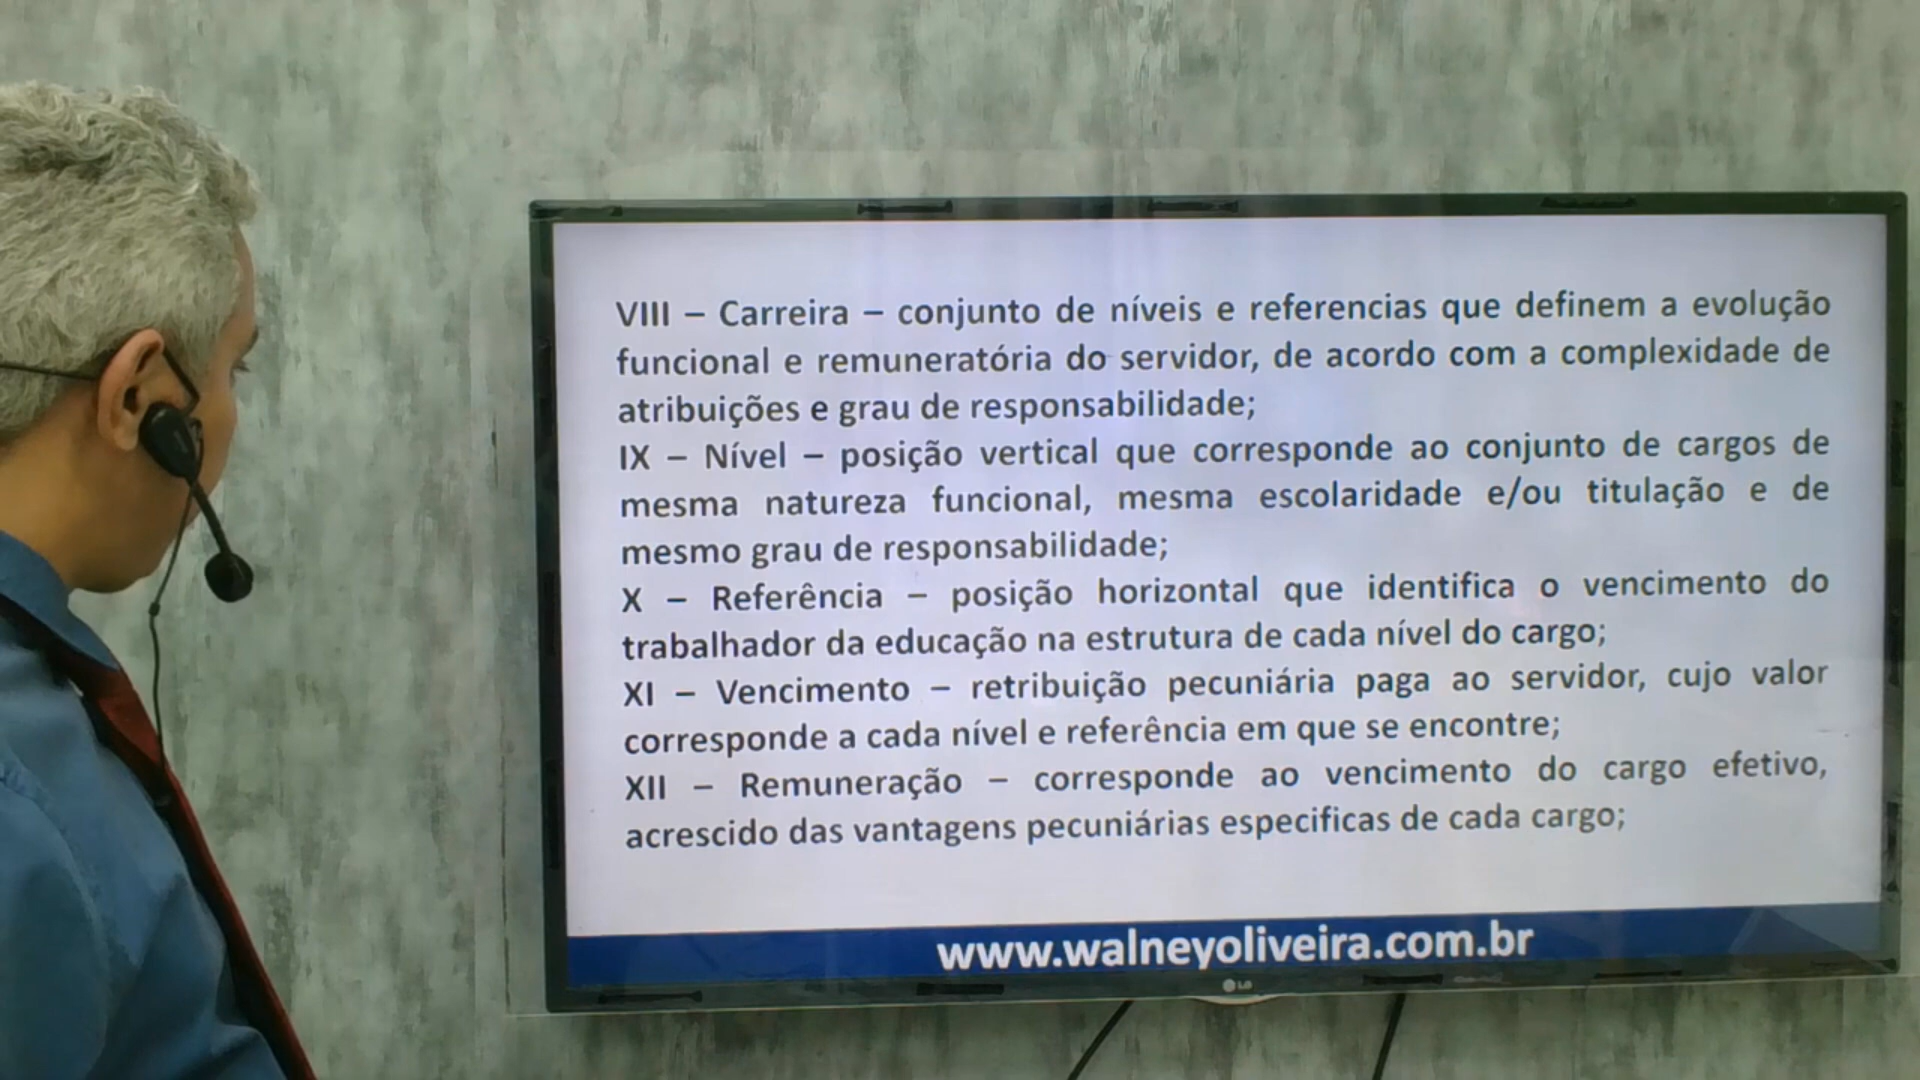 VIII – Carreira – conjunto de níveis e referencias que definem a evolução
funcional e remuneratória do servidor, de acordo com a complexidade de
atribuições e grau de responsabilidade;
IX – Nível – posição vertical que corresponde ao conjunto de cargos de
mesma natureza funcional, mesma escolaridade e/ou titulação e de
mesmo grau de responsabilidade;
X – Referência – posição horizontal que identifica o vencimento do
trabalhador da educação na estrutura de cada nível do cargo;
XI – Vencimento – retribuição pecuniária paga ao servidor, cujo valor
corresponde a cada nível e referência em que se encontre;
XII – Remuneração – corresponde ao vencimento do cargo efetivo,
acrescido das vantagens pecuniárias especificas de cada cargo;
www.walneyoliveira.com.br
LG